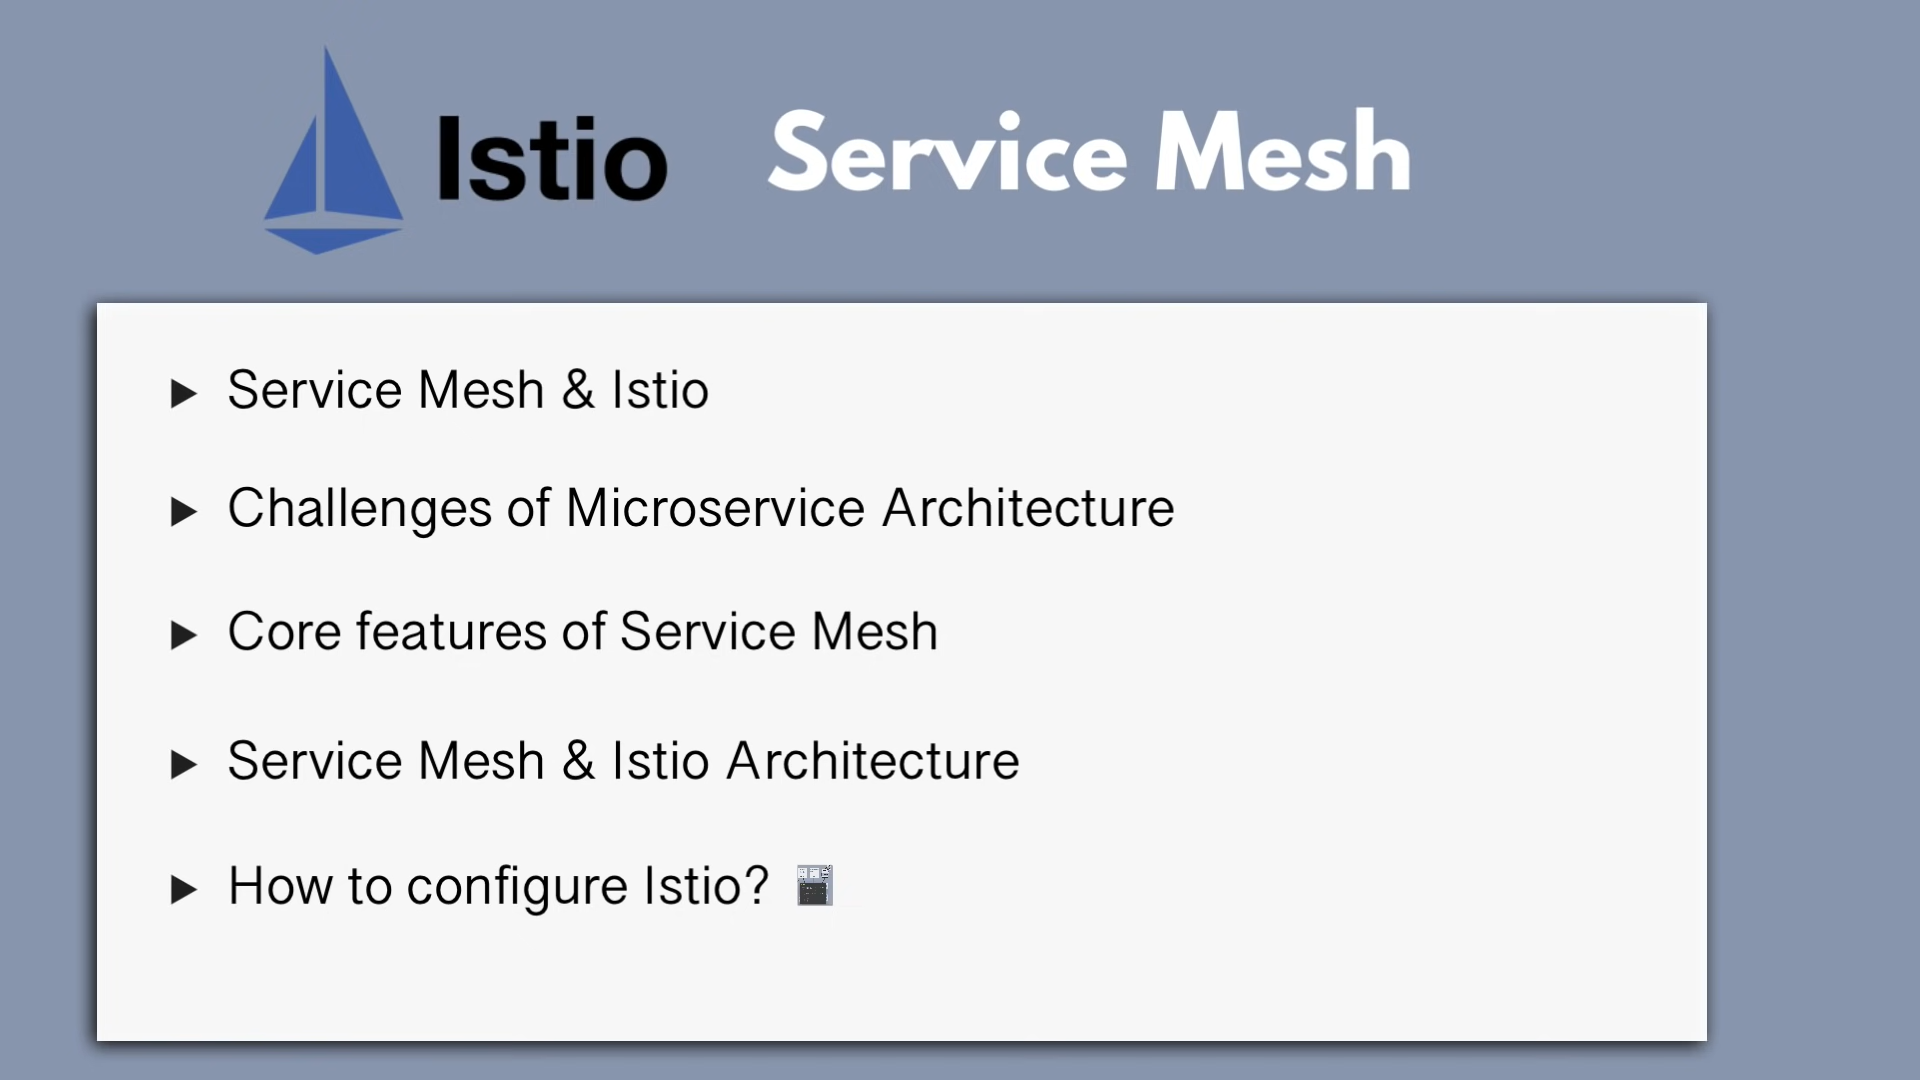 Istio Service Mesh
Service Mesh & Istio
Challenges of Microservice Architecture
Core features of Service Mesh
Service Mesh & Istio Architecture
How to configure Istio?